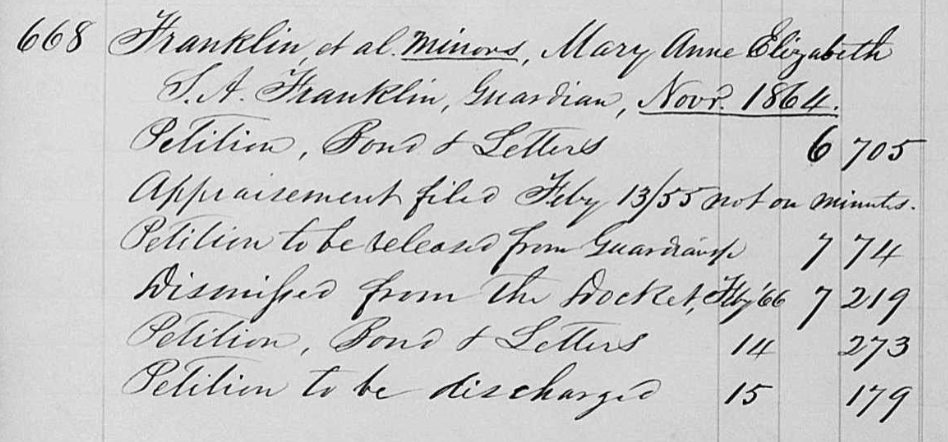 668 Franklin, et al. Minors, Mary Anne Elizabeth
S. A. Franklin, Guardian, Novr. 1864.
Petition, Bond & Letters 6 705
Appraisement filed Feby 13/55 not on minutes.
Petition to be released from Guardianship 7 74
Dismissed from the Docket, Feby '66 7 219
Petition, Bond & Letters 14 273
Petition to be discharged 15 179